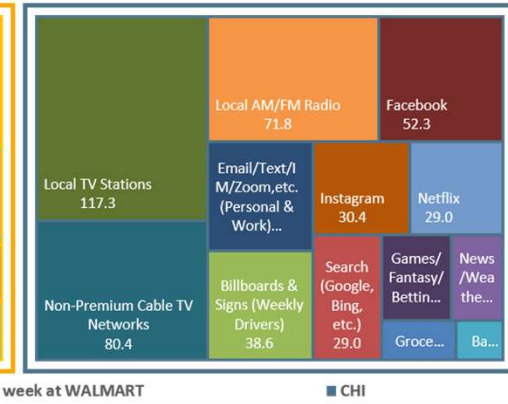 Local TV Stations
117.3
Local AM/FM Radio
71.8
Facebook
52.3
Email/Text/I
M/Zoom,etc.
(Personal &
Work)...
Instagram
30.4
Netflix
29.0
Non-Premium Cable TV
Networks
80.4
Billboards &
Signs (Weekly
Drivers)
38.6
Search
(Google,
Bing,
etc.)
29.0
Games/
Fantasy/
Bettin...
News
/Wea
the...
Groce...
Ba...
week at WALMART
CHI